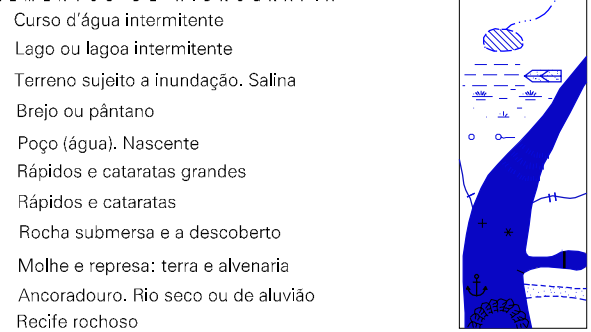 Curso d'água intermitente
Lago ou lagoa intermitente
Terreno sujeito a inundação. Salina
Brejo ou pântano
Poço (água). Nascente
Rápidos e cataratas grandes
Rápidos e cataratas
Rocha submersa e a descoberto
Molhe e represa: terra e alvenaria
Ancoradouro. Rio seco ou de aluvião
Recife rochoso